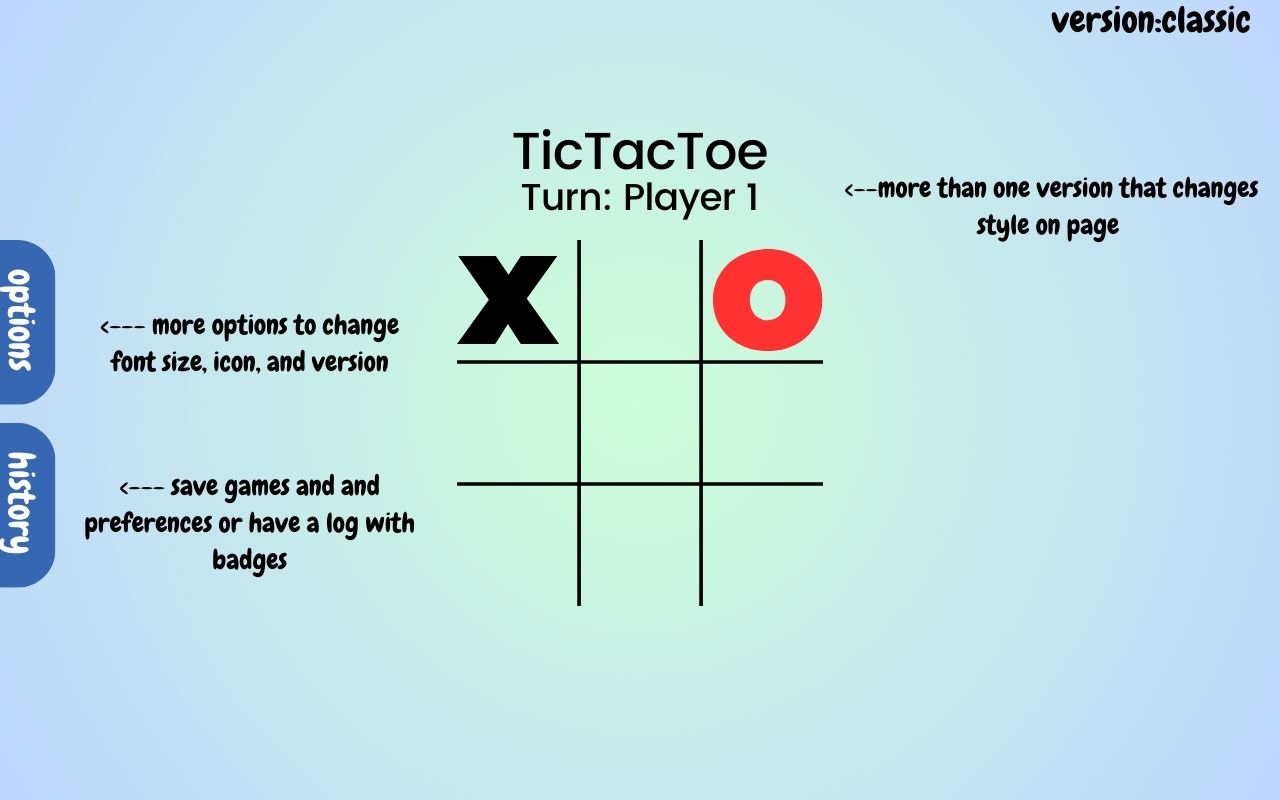 version:classic
TicTacToe
Turn: Player 1
<--more than one version that changes
style on page
X O
options
<--- more options to change
font size, icon, and version
history
<--- save games and and
preferences or have a log with
badges